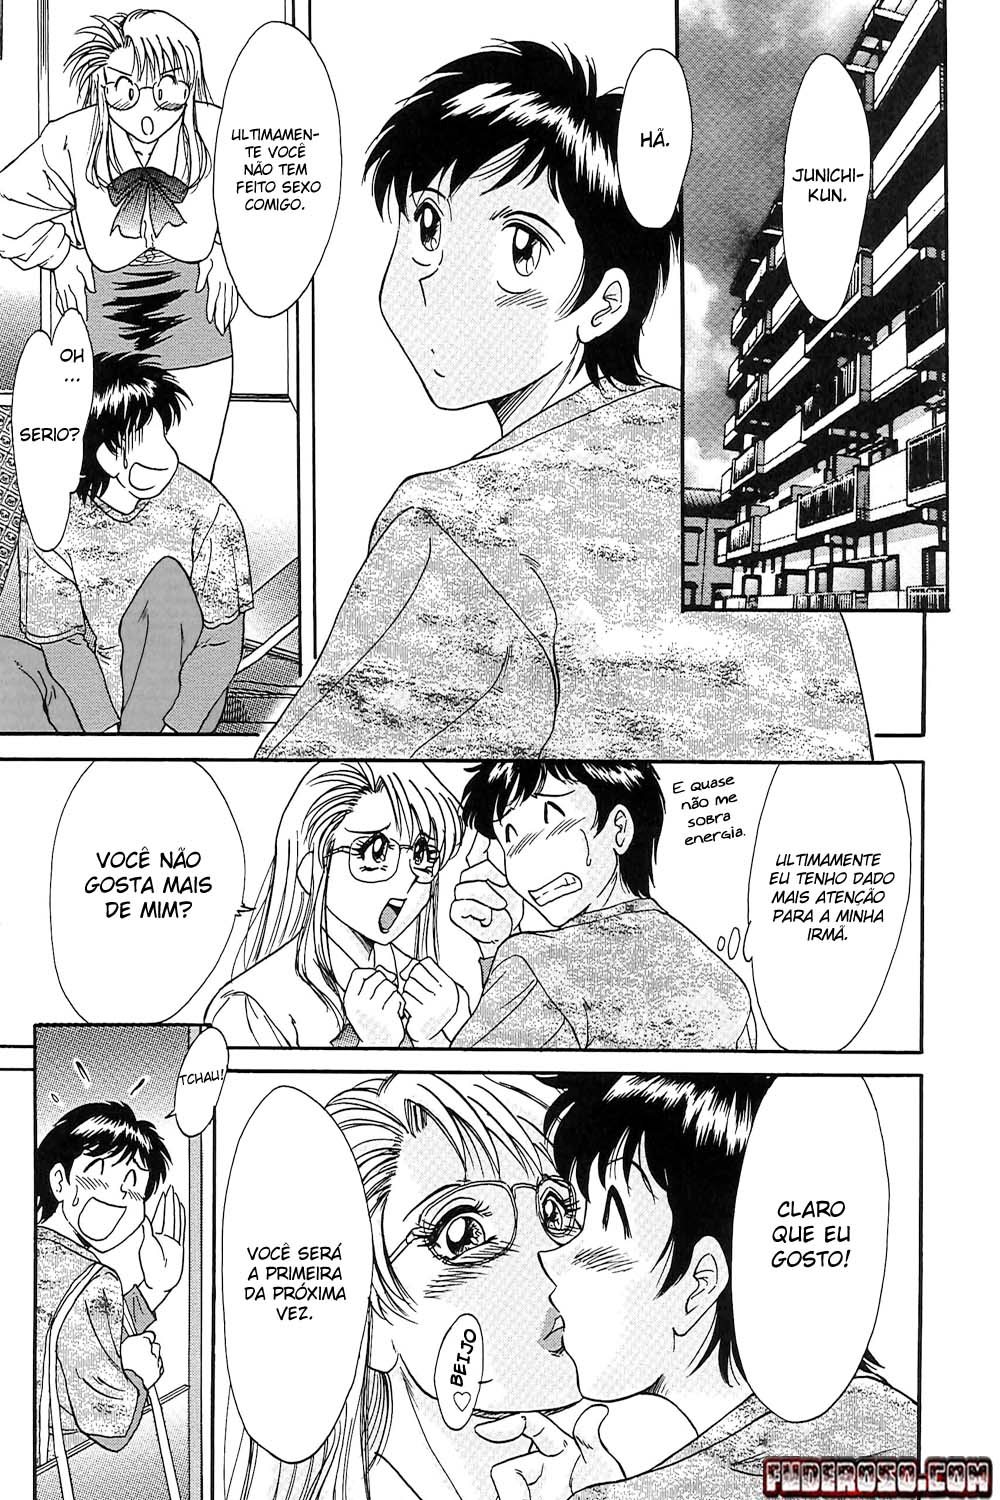 JUNICHI-
KUN.
HÃ.
ULTIMAMEN-
TE VOCÊ
NÃO TEM
FEITO SEXO
COMIGO.
OH
...
SERIO?
ULTIMAMENTE
EU TENHO DADO
MAIS ATENÇÃO
PARA A MINHA
IRMÃ.
E QUASE
NÃO ME
SOBRA
ENERGIA.
VOCÊ NÃO
GOSTA MAIS
DE MIM?
CLARO
QUE EU
GOSTO!
BEIJO
VOCÊ SERÁ
A PRIMEIRA
DA PRÓXIMA
VEZ.
TCHAU!
FUDEROSO.COM